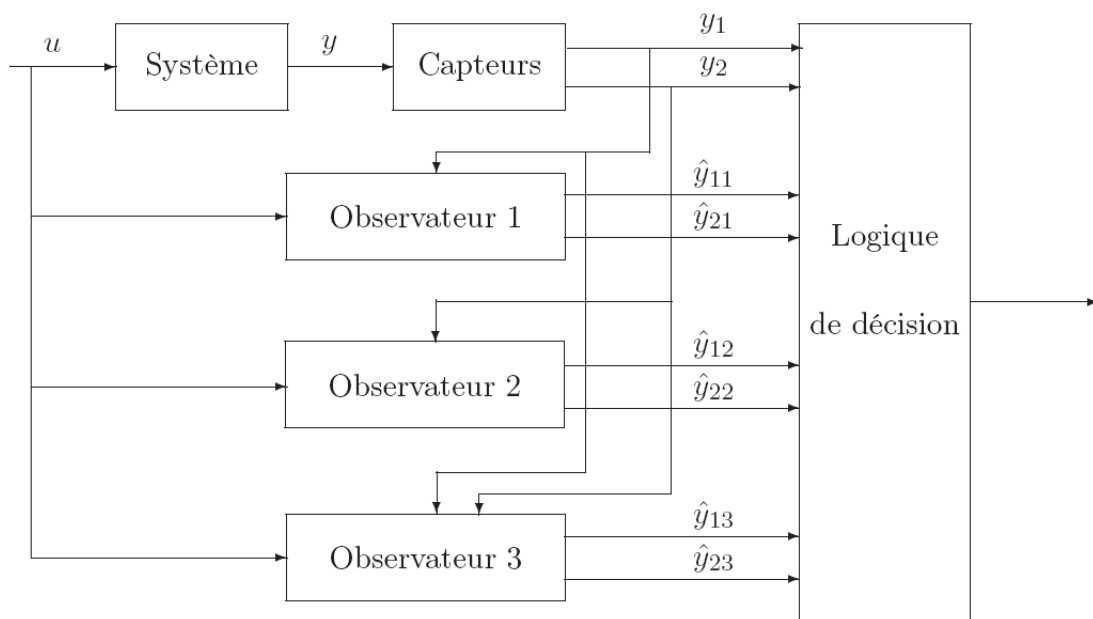 u
Système
y
Capteurs
y₁
y₂
Observateur 1
ŷ₁₁
ŷ₂₁
Logique
de décision
Observateur 2
ŷ₁₂
ŷ₂₂
Observateur 3
ŷ₁₃
ŷ₂₃